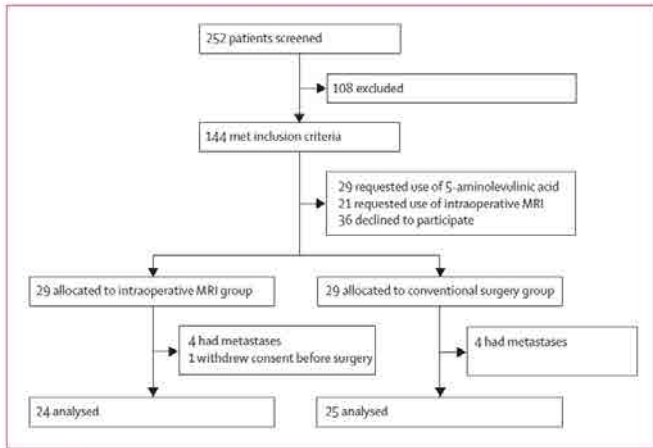 252 patients screened
108 excluded
144 met inclusion criteria
29 requested use of 5-aminolevulinic acid
21 requested use of intraoperative MRI
36 declined to participate
29 allocated to intraoperative MRI group
29 allocated to conventional surgery group
4 had metastases
1 withdrew consent before surgery
4 had metastases
24 analysed
25 analysed